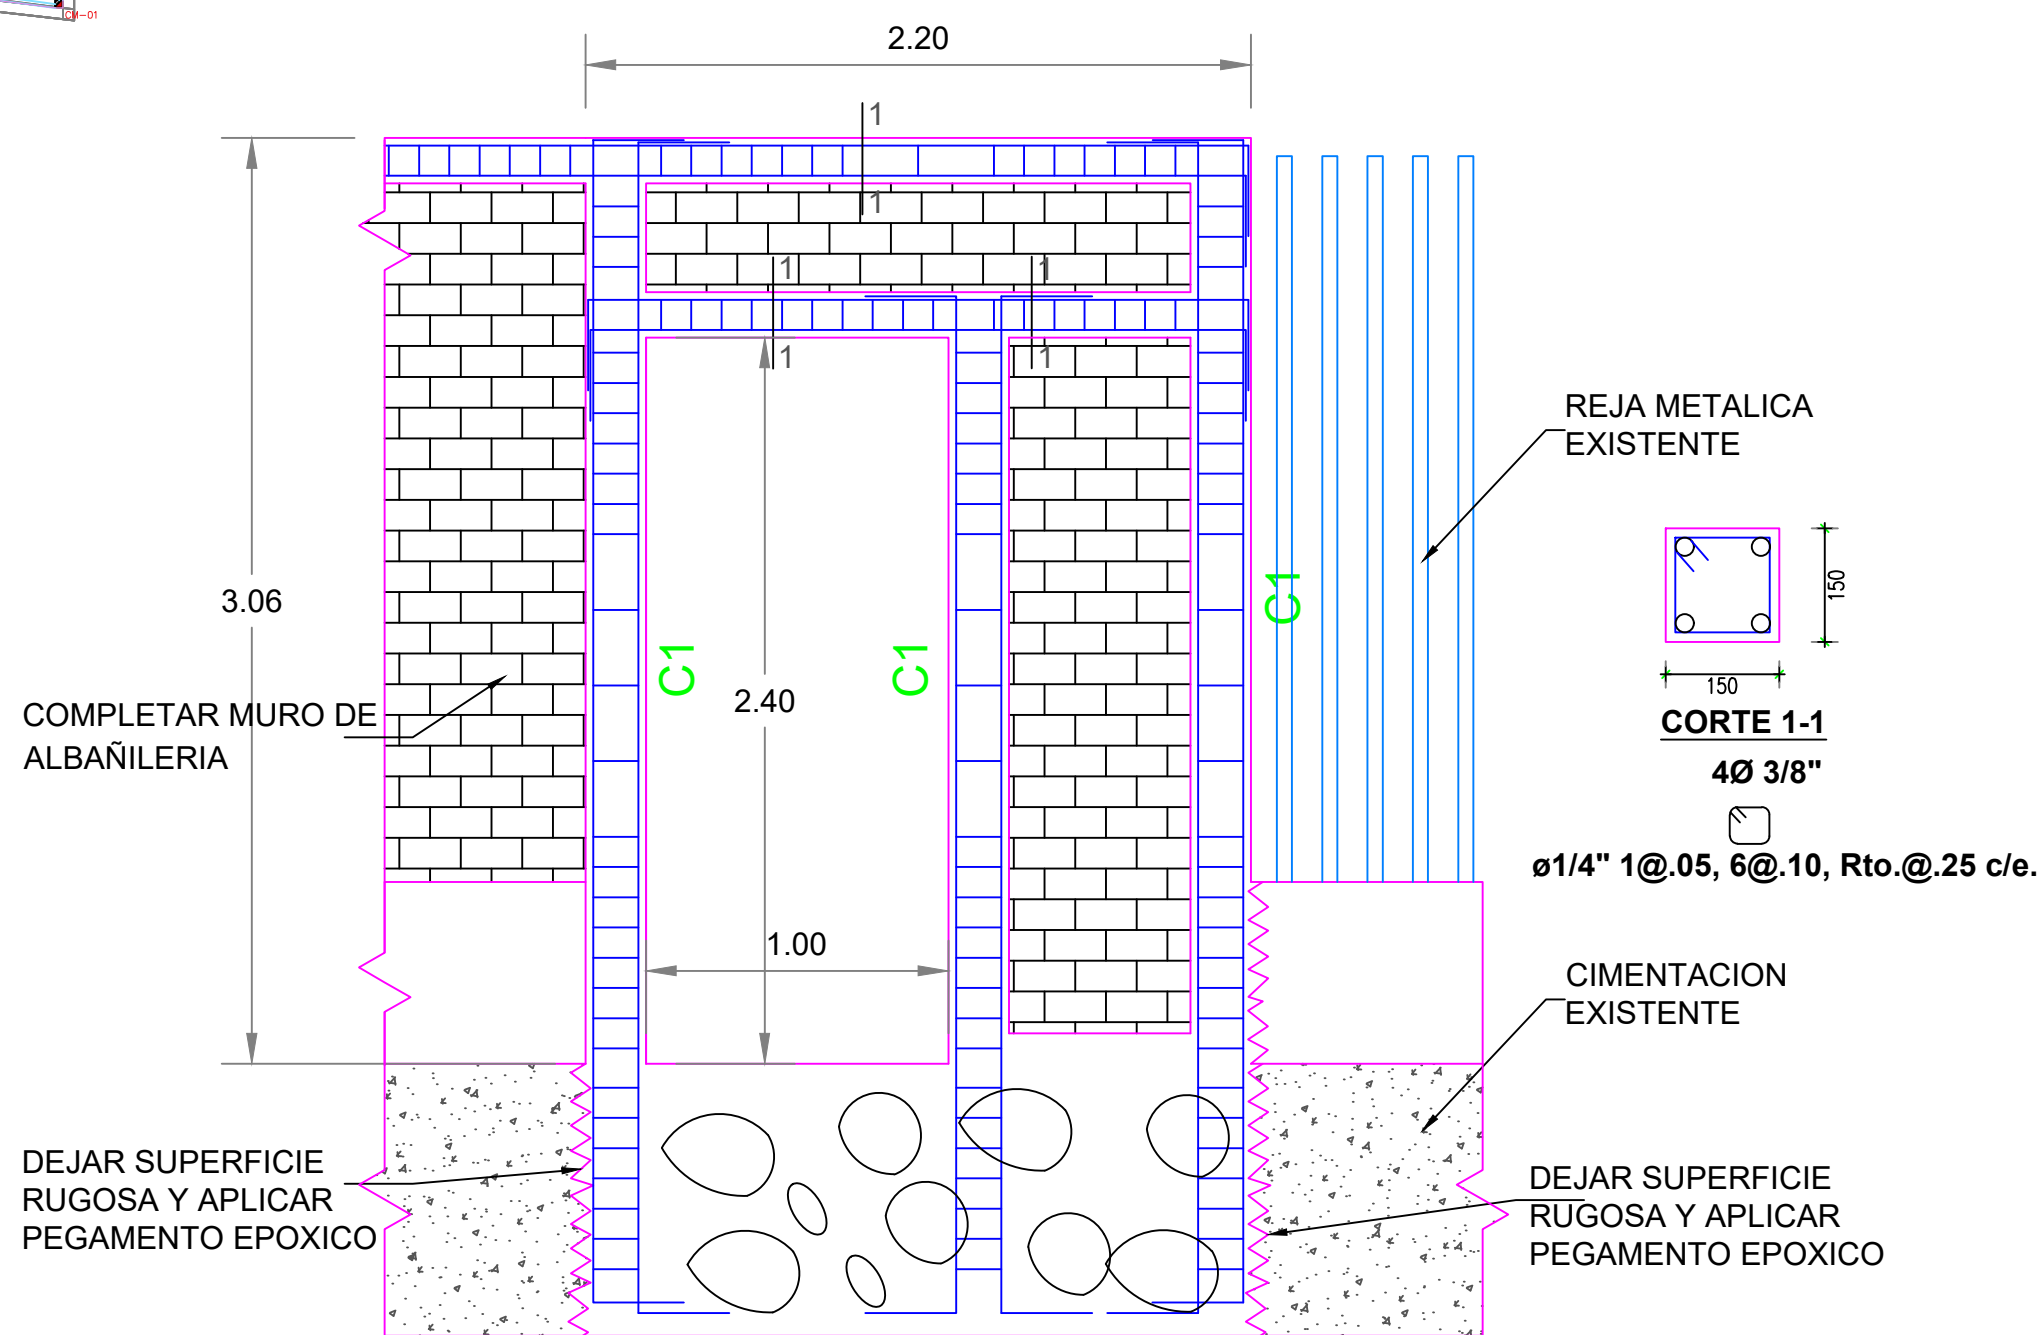 CM-01
2.20
1
1
1
1
1
1
3.06
2.40
1.00
C1
C1
C1
COMPLETAR MURO DE
ALBAÑILERIA
REJA METALICA
EXISTENTE
150
150
CORTE 1-1
4Ø 3/8"
ø1/4" 1@.05, 6@.10, Rto.@.25 c/e.
CIMENTACION
EXISTENTE
DEJAR SUPERFICIE
RUGOSA Y APLICAR
PEGAMENTO EPOXICO
DEJAR SUPERFICIE
RUGOSA Y APLICAR
PEGAMENTO EPOXICO